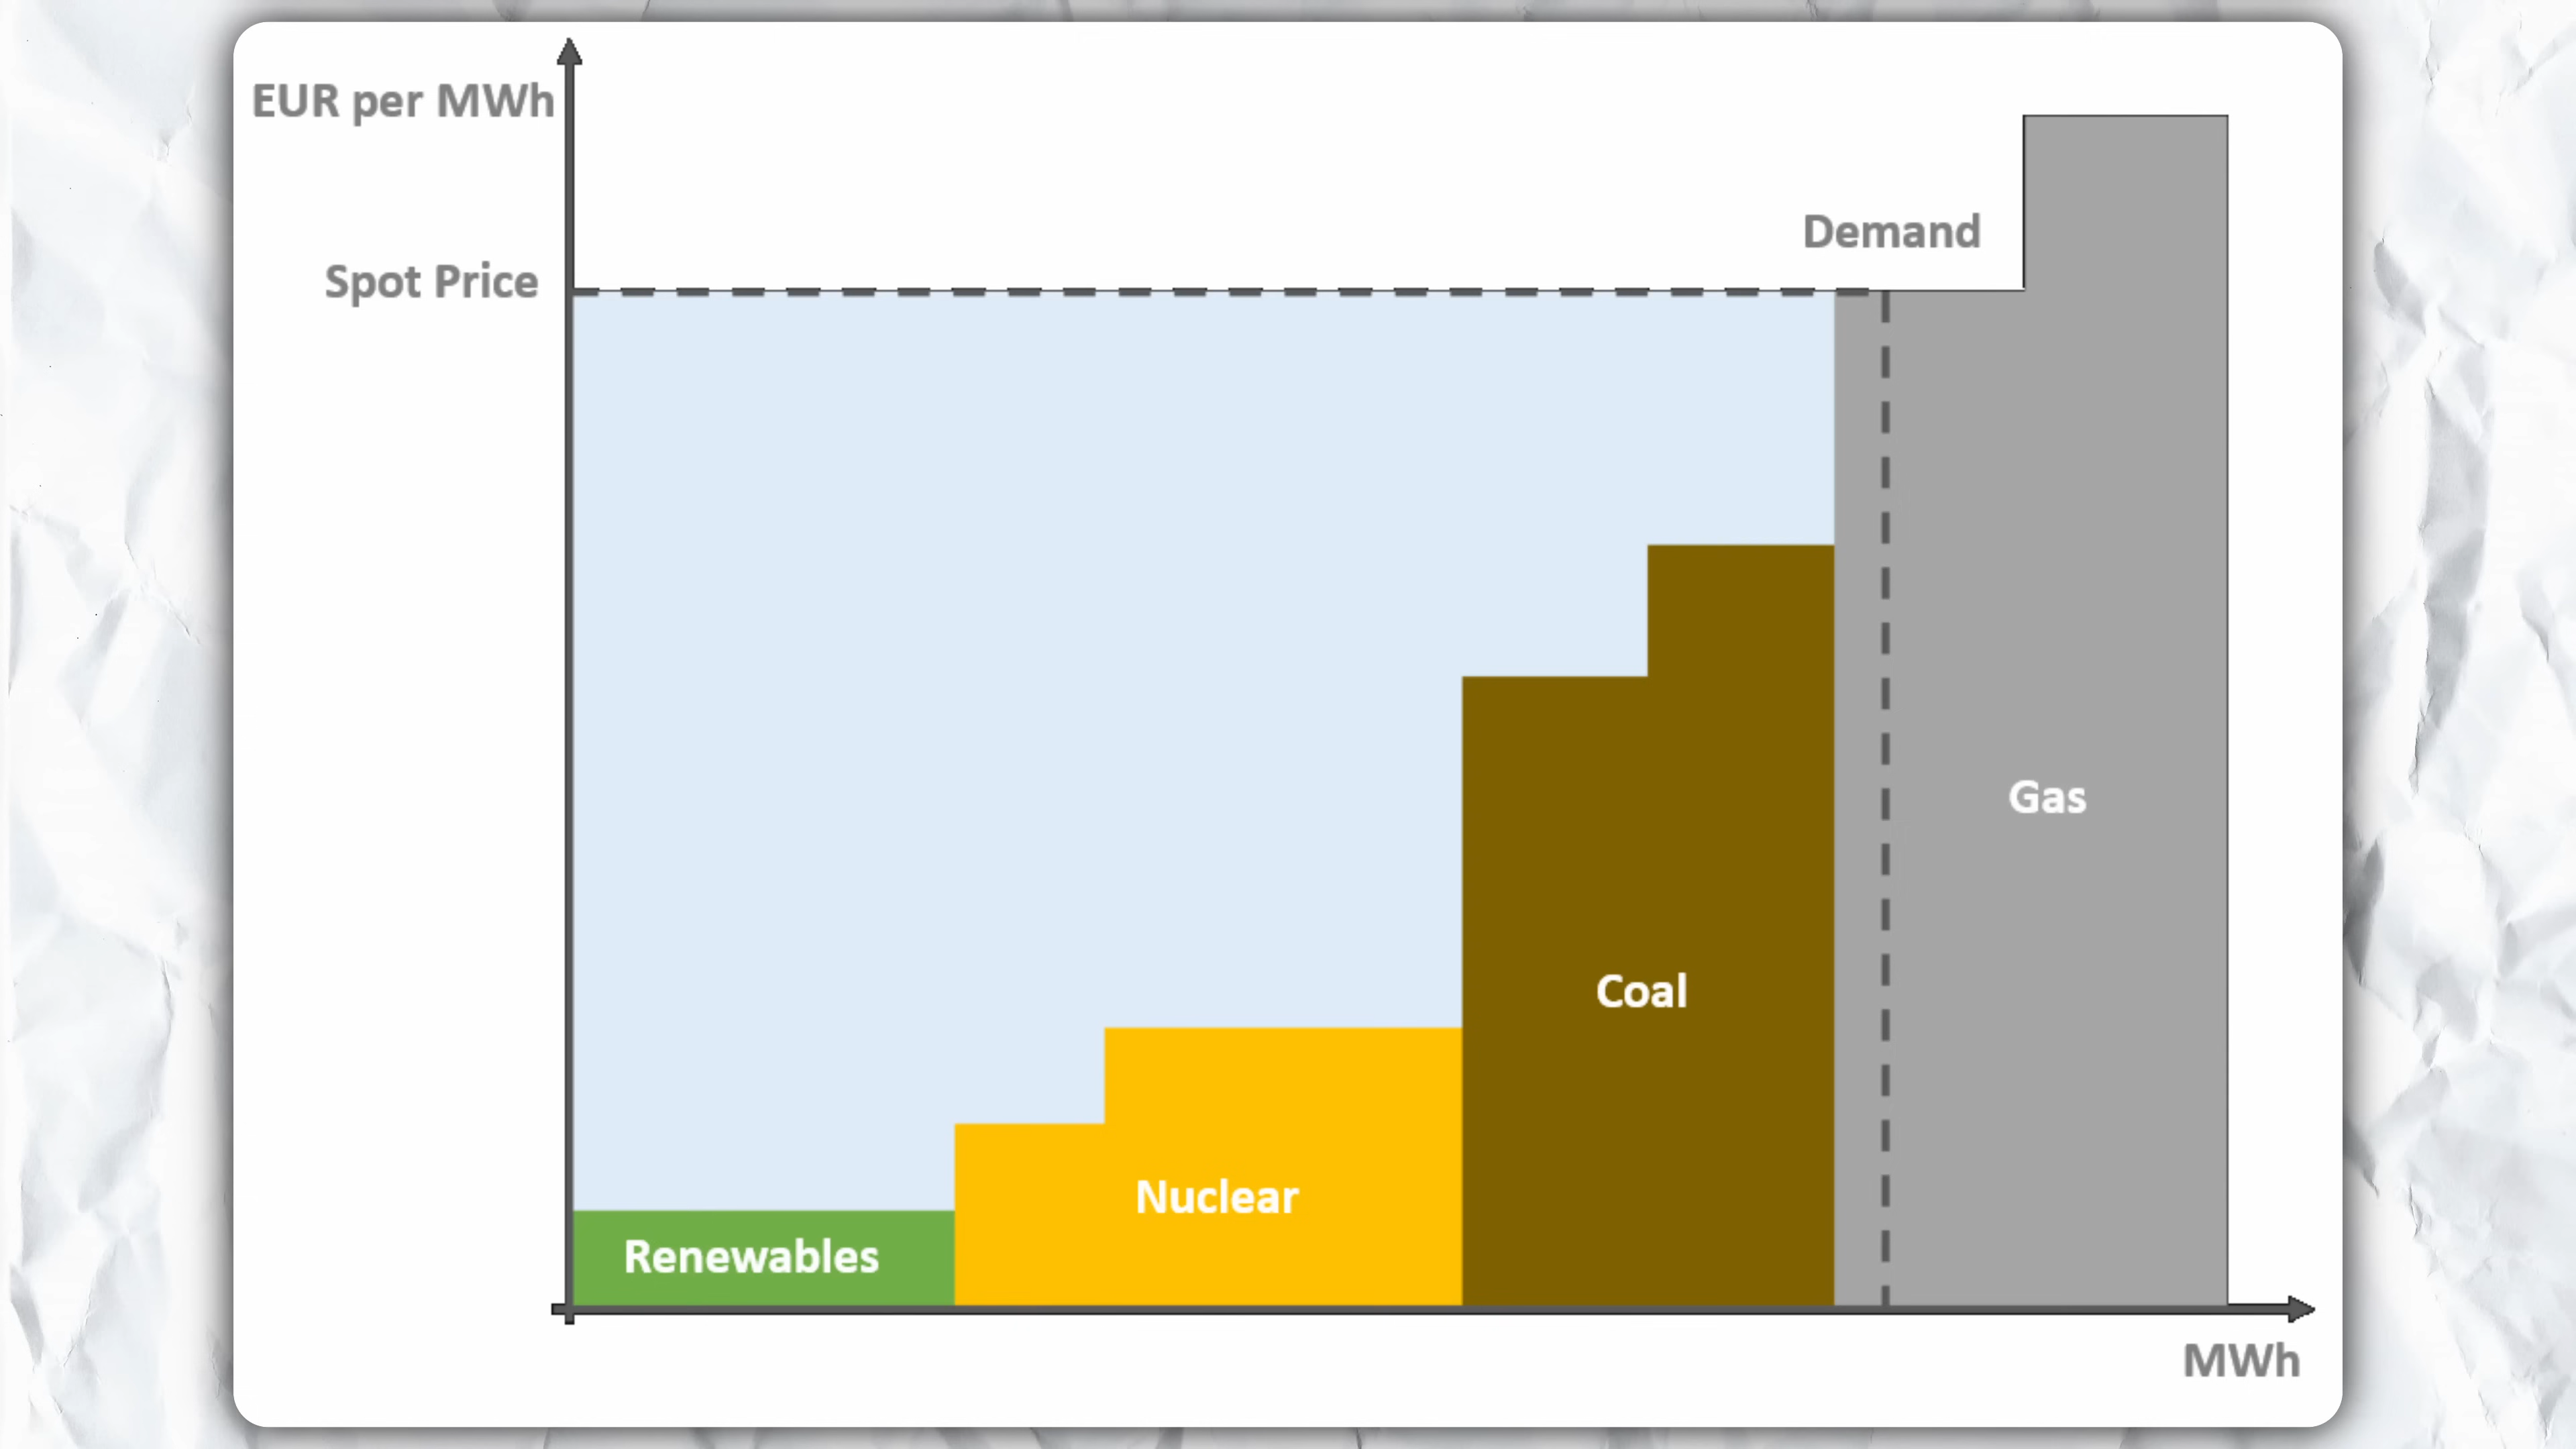 EUR per MWh
Demand
Spot Price
Gas
Coal
Nuclear
Renewables
MWh